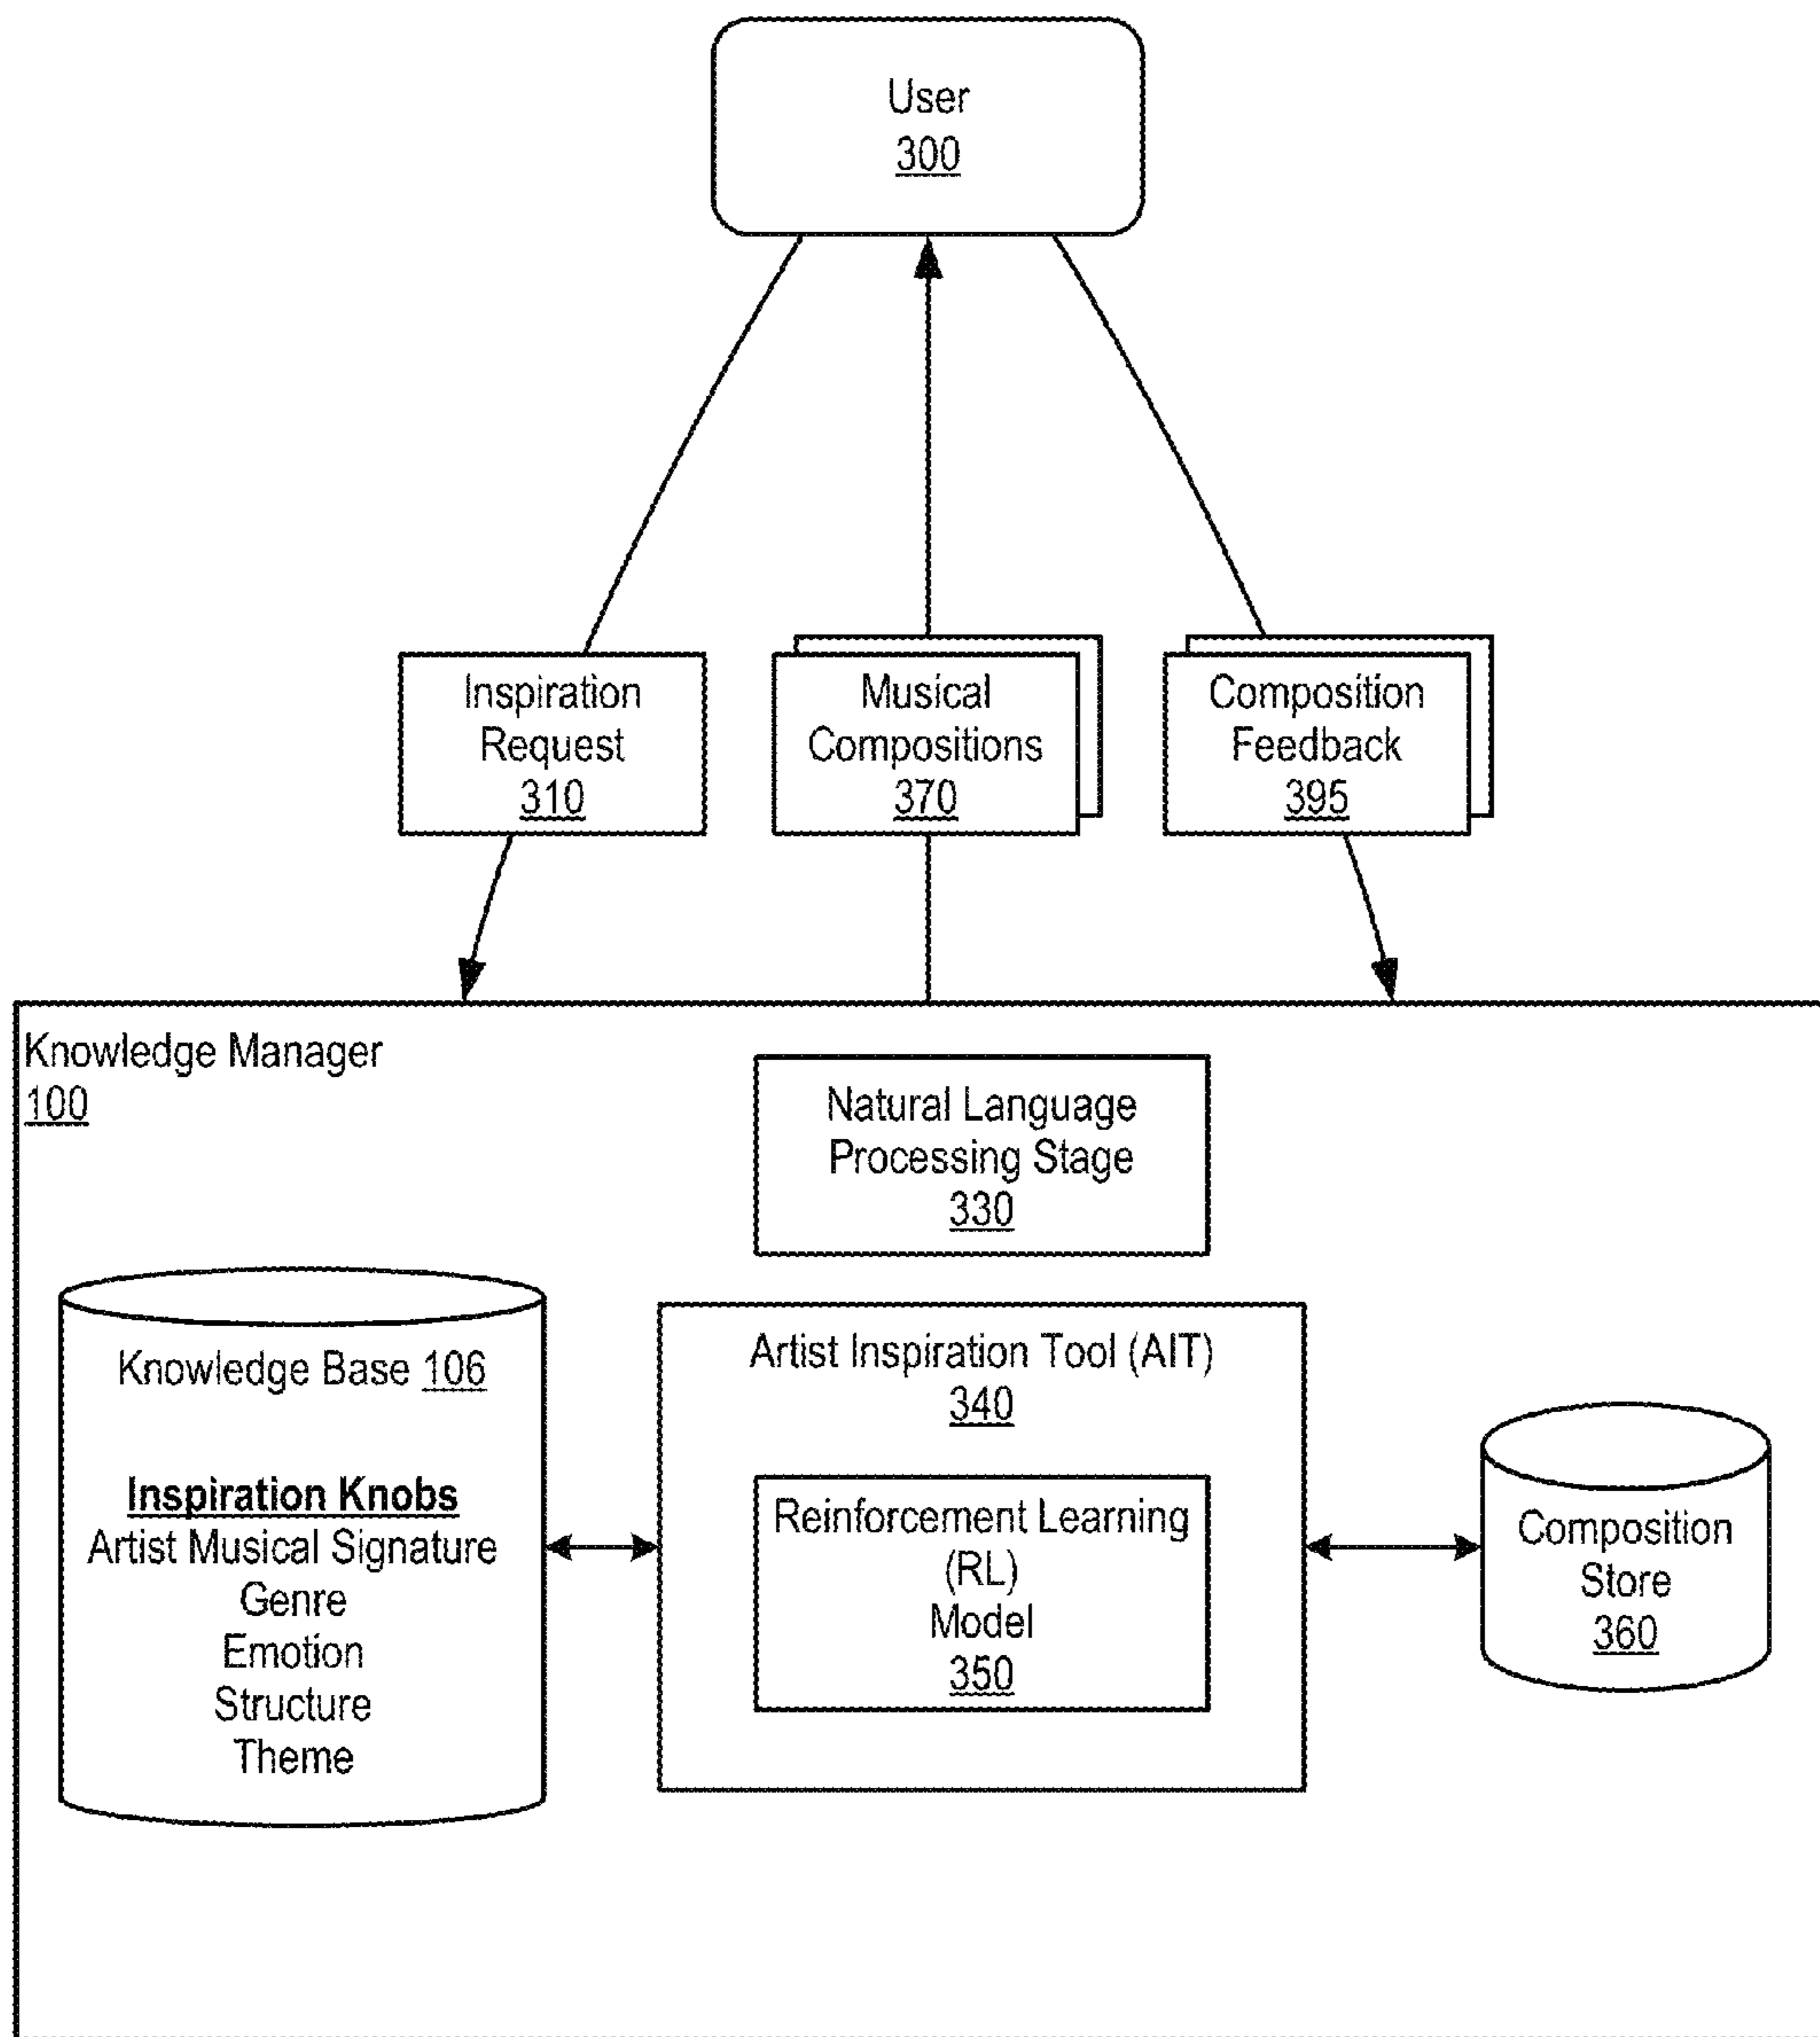 User
300
Inspiration
Request
310
Musical
Compositions
370
Composition
Feedback
395
Knowledge Manager
100
Natural Language
Processing Stage
330
Knowledge Base 106
Inspiration Knobs
Artist Musical Signature
Genre
Emotion
Structure
Theme
Artist Inspiration Tool (AIT)
340
Reinforcement Learning
(RL)
Model
350
Composition
Store
360